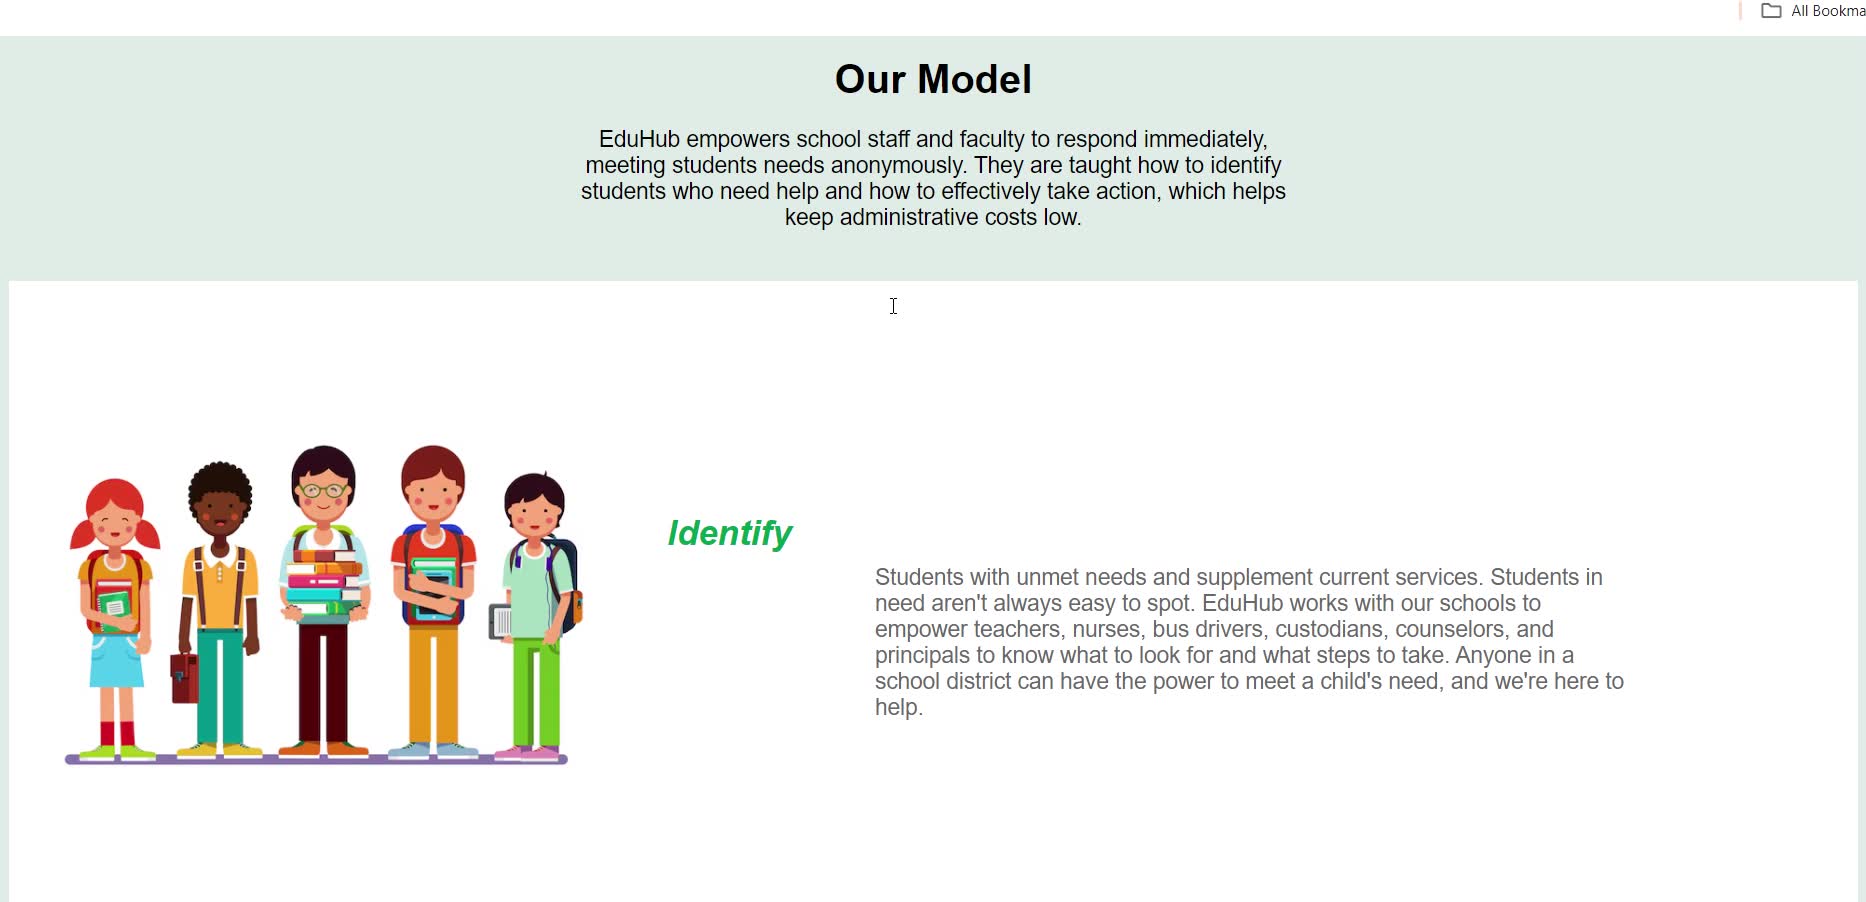 All Bookma
Our Model
EduHub empowers school staff and faculty to respond immediately,
meeting students needs anonymously. They are taught how to identify
students who need help and how to effectively take action, which helps
keep administrative costs low.
Identify
Students with unmet needs and supplement current services. Students in
need aren't always easy to spot. EduHub works with our schools to
empower teachers, nurses, bus drivers, custodians, counselors, and
principals to know what to look for and what steps to take. Anyone in a
school district can have the power to meet a child's need, and we're here to
help.